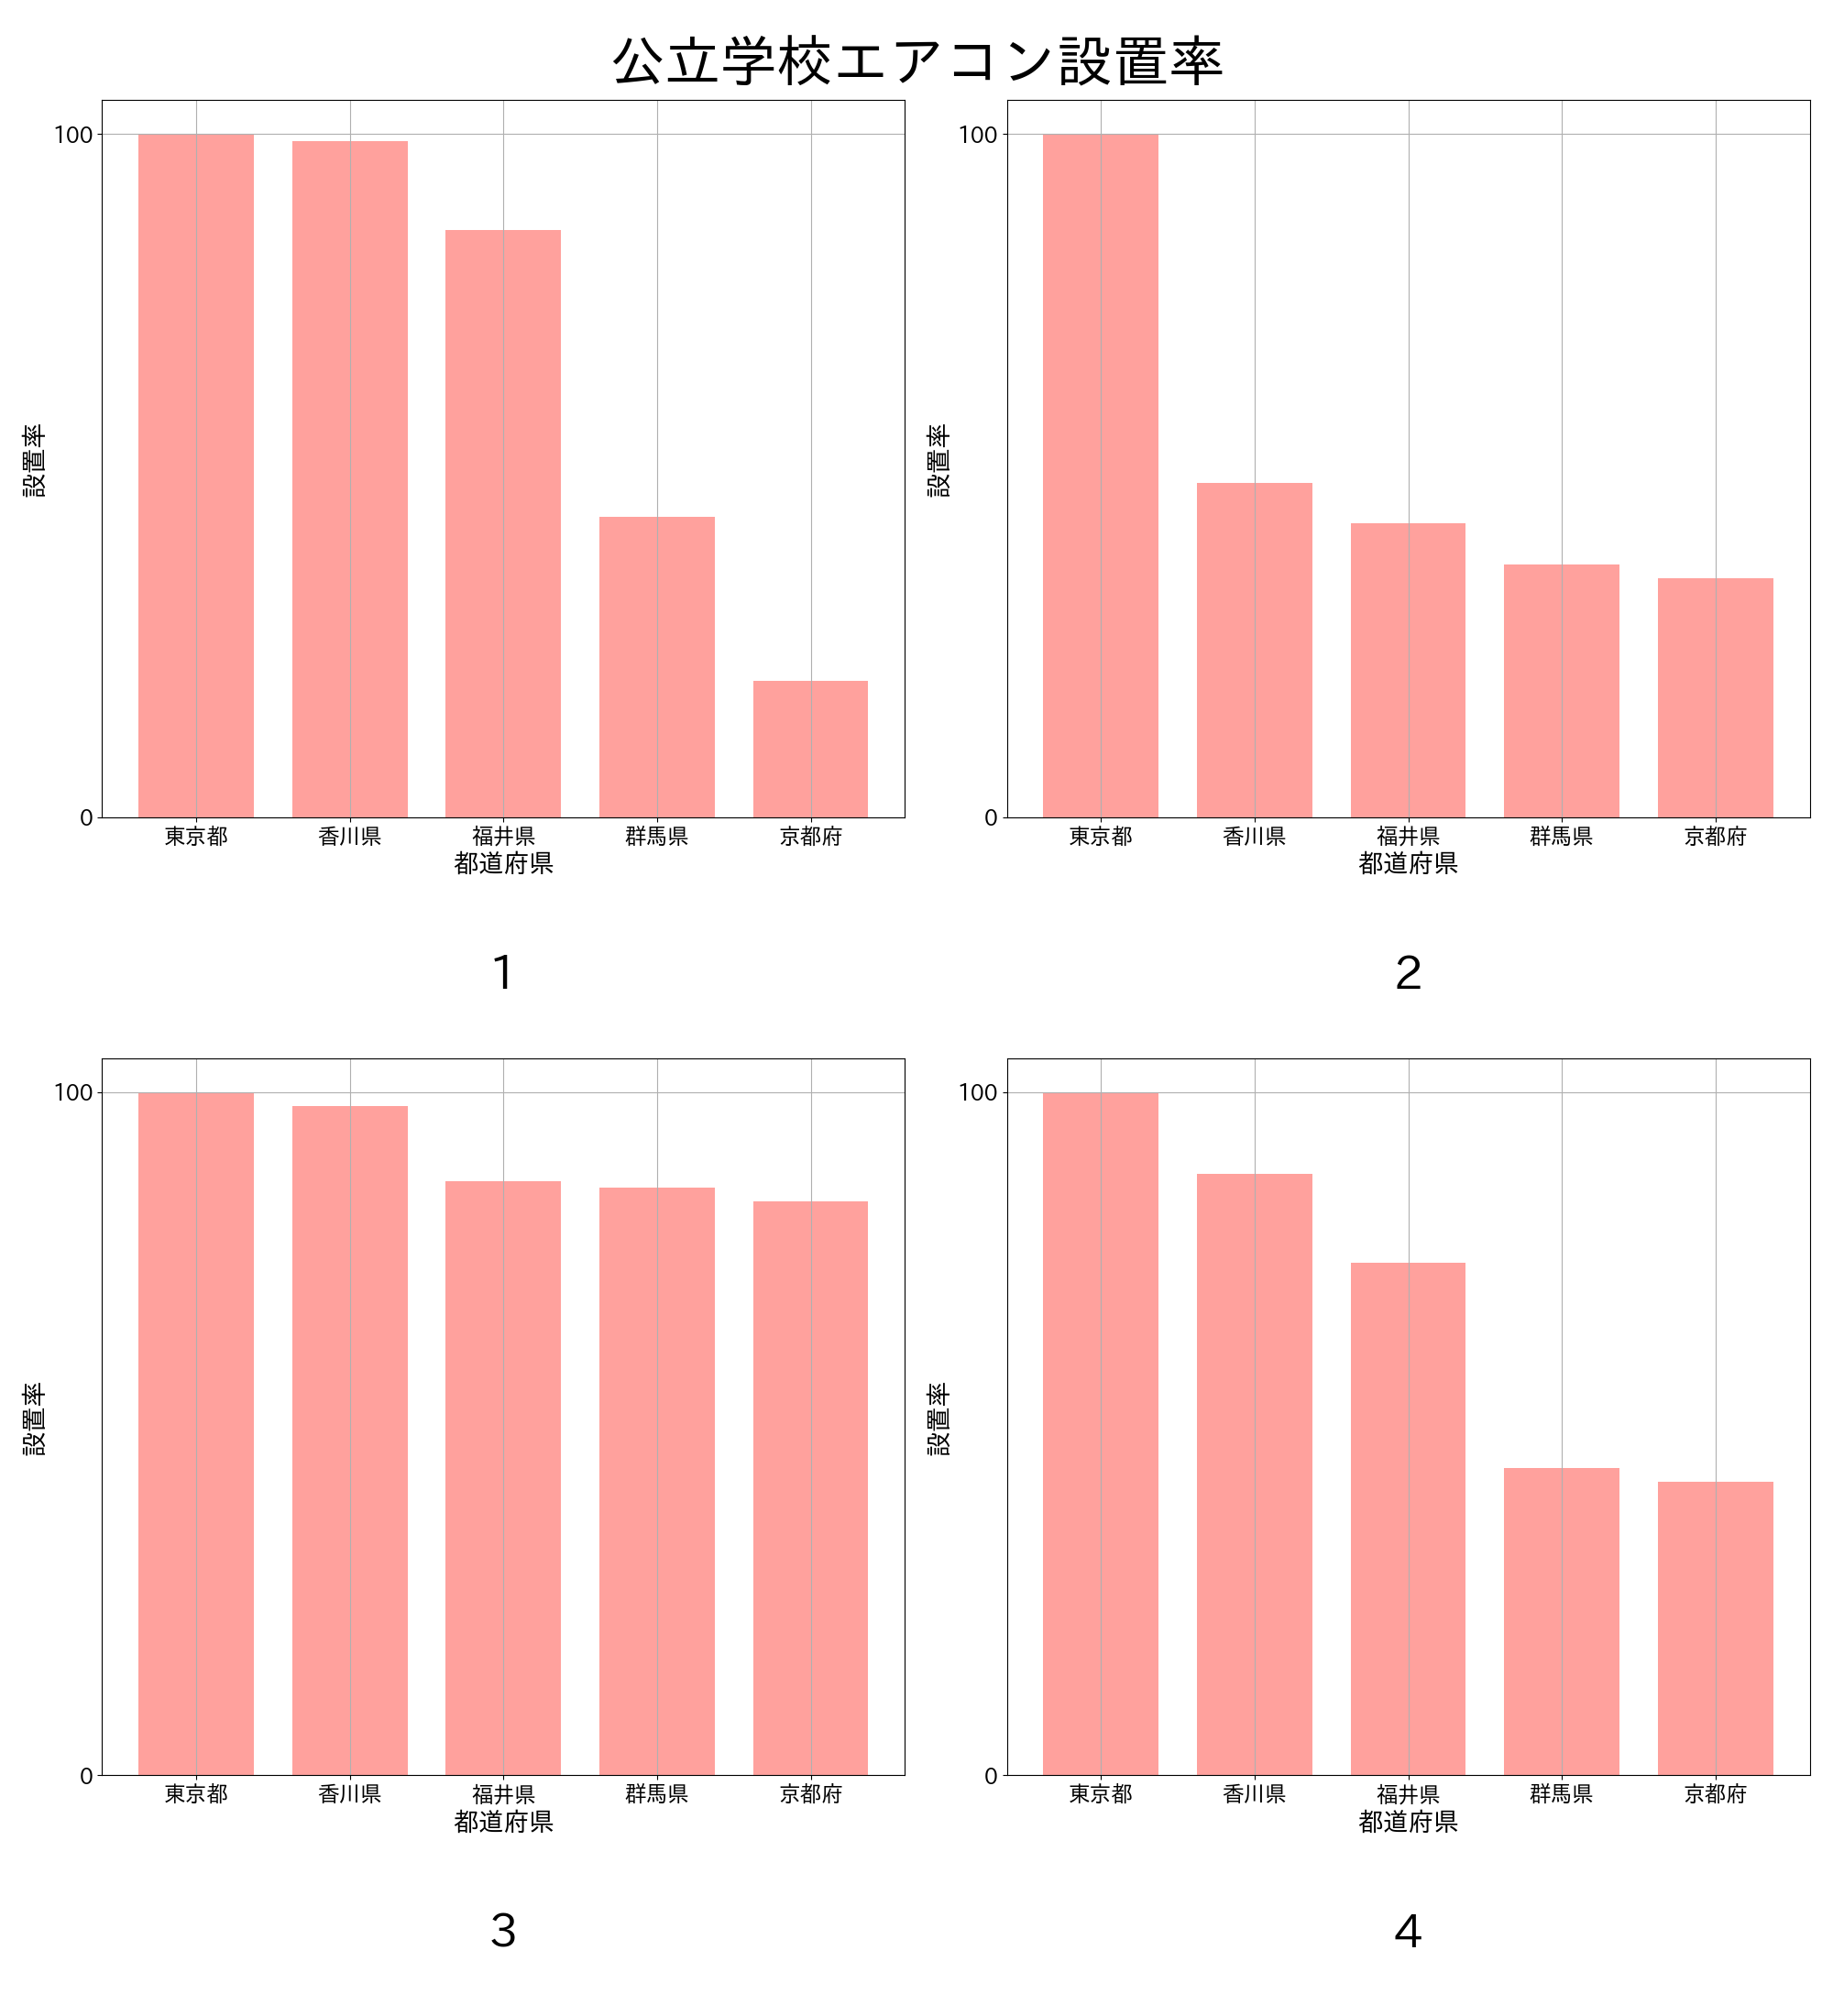 公立学校エアコン設置率
100
0
設置率
東京都 香川県 福井県 群馬県 京都府
都道府県
1
100
0
設置率
東京都 香川県 福井県 群馬県 京都府
都道府県
2
100
0
設置率
東京都 香川県 福井県 群馬県 京都府
都道府県
3
100
0
設置率
東京都 香川県 福井県 群馬県 京都府
都道府県
4